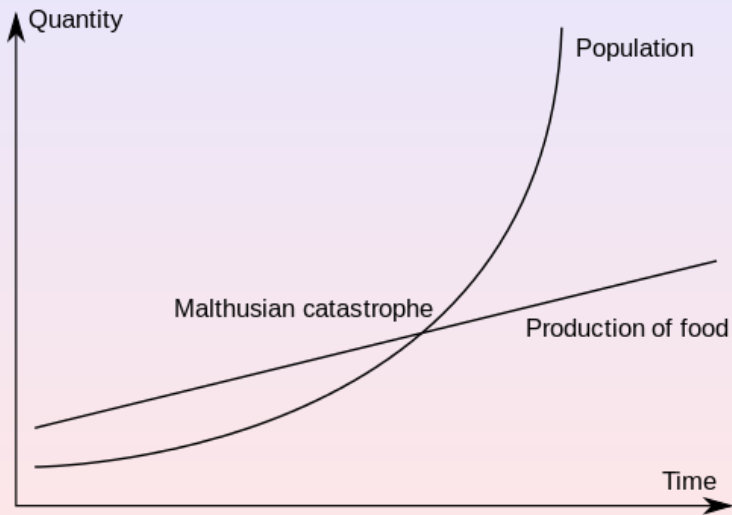 Quantity
Population
Malthusian catastrophe
Production of food
Time